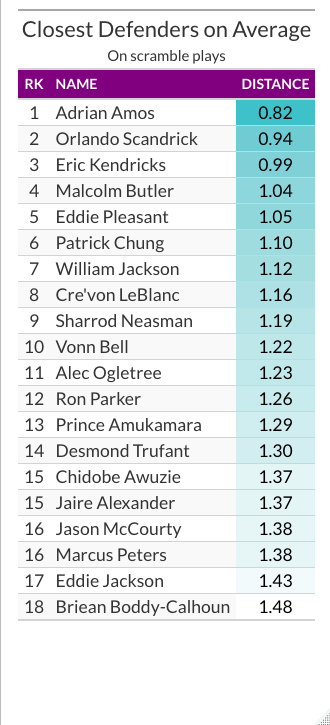 Closest Defenders on Average
On scramble plays
RK NAME DISTANCE
1 Adrian Amos 0.82
2 Orlando Scandrick 0.94
3 Eric Kendricks 0.99
4 Malcolm Butler 1.04
5 Eddie Pleasant 1.05
6 Patrick Chung 1.10
7 William Jackson 1.12
8 Cre'von LeBlanc 1.16
9 Sharrod Neasman 1.19
10 Vonn Bell 1.22
11 Alec Ogletree 1.23
12 Ron Parker 1.26
13 Prince Amukamara 1.29
14 Desmond Trufant 1.30
15 Chidobe Awuzie 1.37
15 Jaire Alexander 1.37
16 Jason McCourty 1.38
16 Marcus Peters 1.38
17 Eddie Jackson 1.43
18 Briean Boddy-Calhoun 1.48